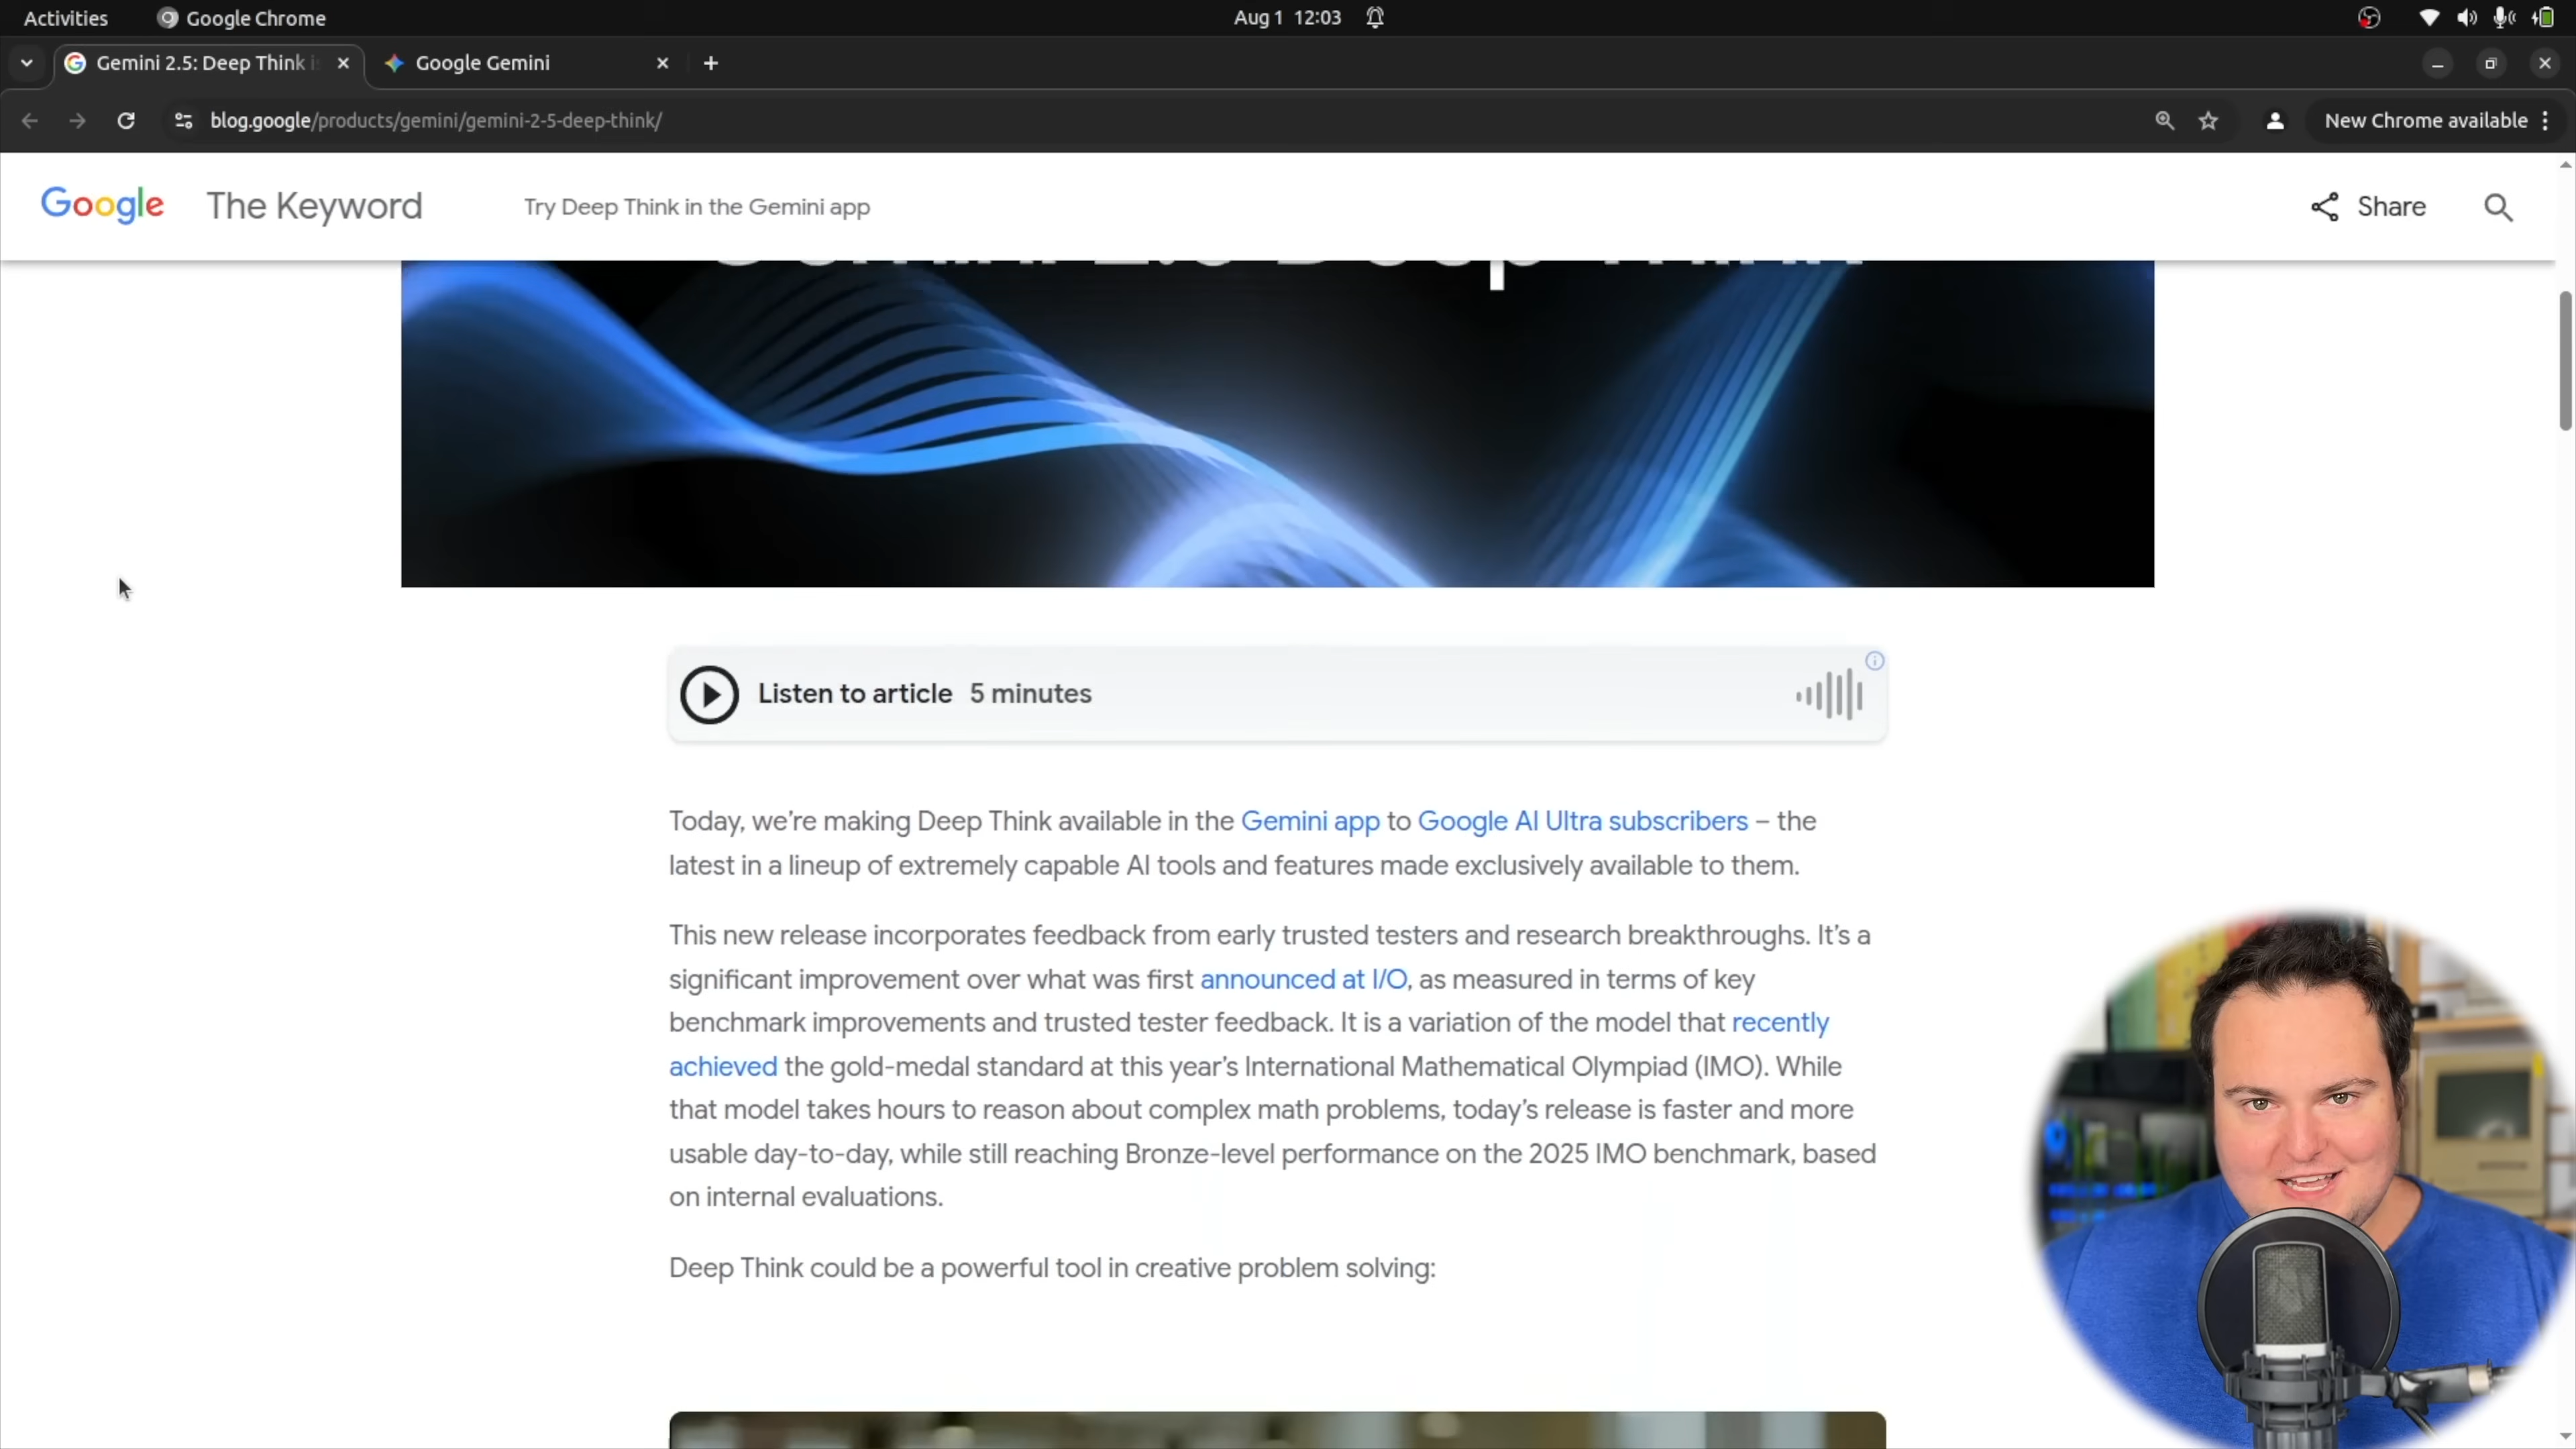 Activities Google Chrome Aug 1 12:03
Gemini 2.5: Deep Think Google Gemini
blog.google/products/gemini/gemini-2-5-deep-think/ New Chrome available
Google The Keyword Try Deep Think in the Gemini app Share
Gemini 2.5 Deep Think
Listen to article 5 minutes
Today, we’re making Deep Think available in the Gemini app to Google AI Ultra subscribers – the
latest in a lineup of extremely capable AI tools and features made exclusively available to them.
This new release incorporates feedback from early trusted testers and research breakthroughs. It’s a
significant improvement over what was first announced at I/O, as measured in terms of key
benchmark improvements and trusted tester feedback. It is a variation of the model that recently
achieved the gold-medal standard at this year’s International Mathematical Olympiad (IMO). While
that model takes hours to reason about complex math problems, today’s release is faster and more
usable day-to-day, while still reaching Bronze-level performance on the 2025 IMO benchmark, based
on internal evaluations.
Deep Think could be a powerful tool in creative problem solving: